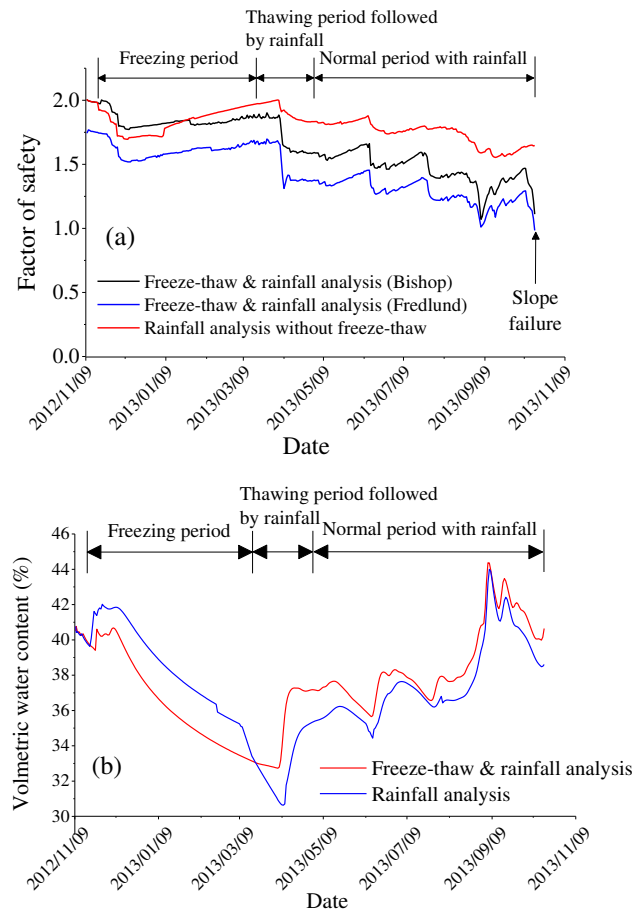 Thawing period followed
by rainfall
Freezing period
Normal period with rainfall
2.0
1.5
1.0
0.5
0.0
Factor of safety
(a)
Freeze-thaw & rainfall analysis (Bishop)
Freeze-thaw & rainfall analysis (Fredlund)
Rainfall analysis without freeze-thaw
Slope
failure
2012/11/09
2013/01/09
2013/03/09
2013/05/09
2013/07/09
2013/09/09
2013/11/09
Date
Thawing period followed
by rainfall
Freezing period
Normal period with rainfall
46
44
42
40
38
36
34
33
31
30
Volmetric water content (%)
(b)
Freeze-thaw & rainfall analysis
Rainfall analysis
2012/11/09
2013/01/09
2013/03/09
2013/05/09
2013/07/09
2013/09/09
2013/11/09
Date